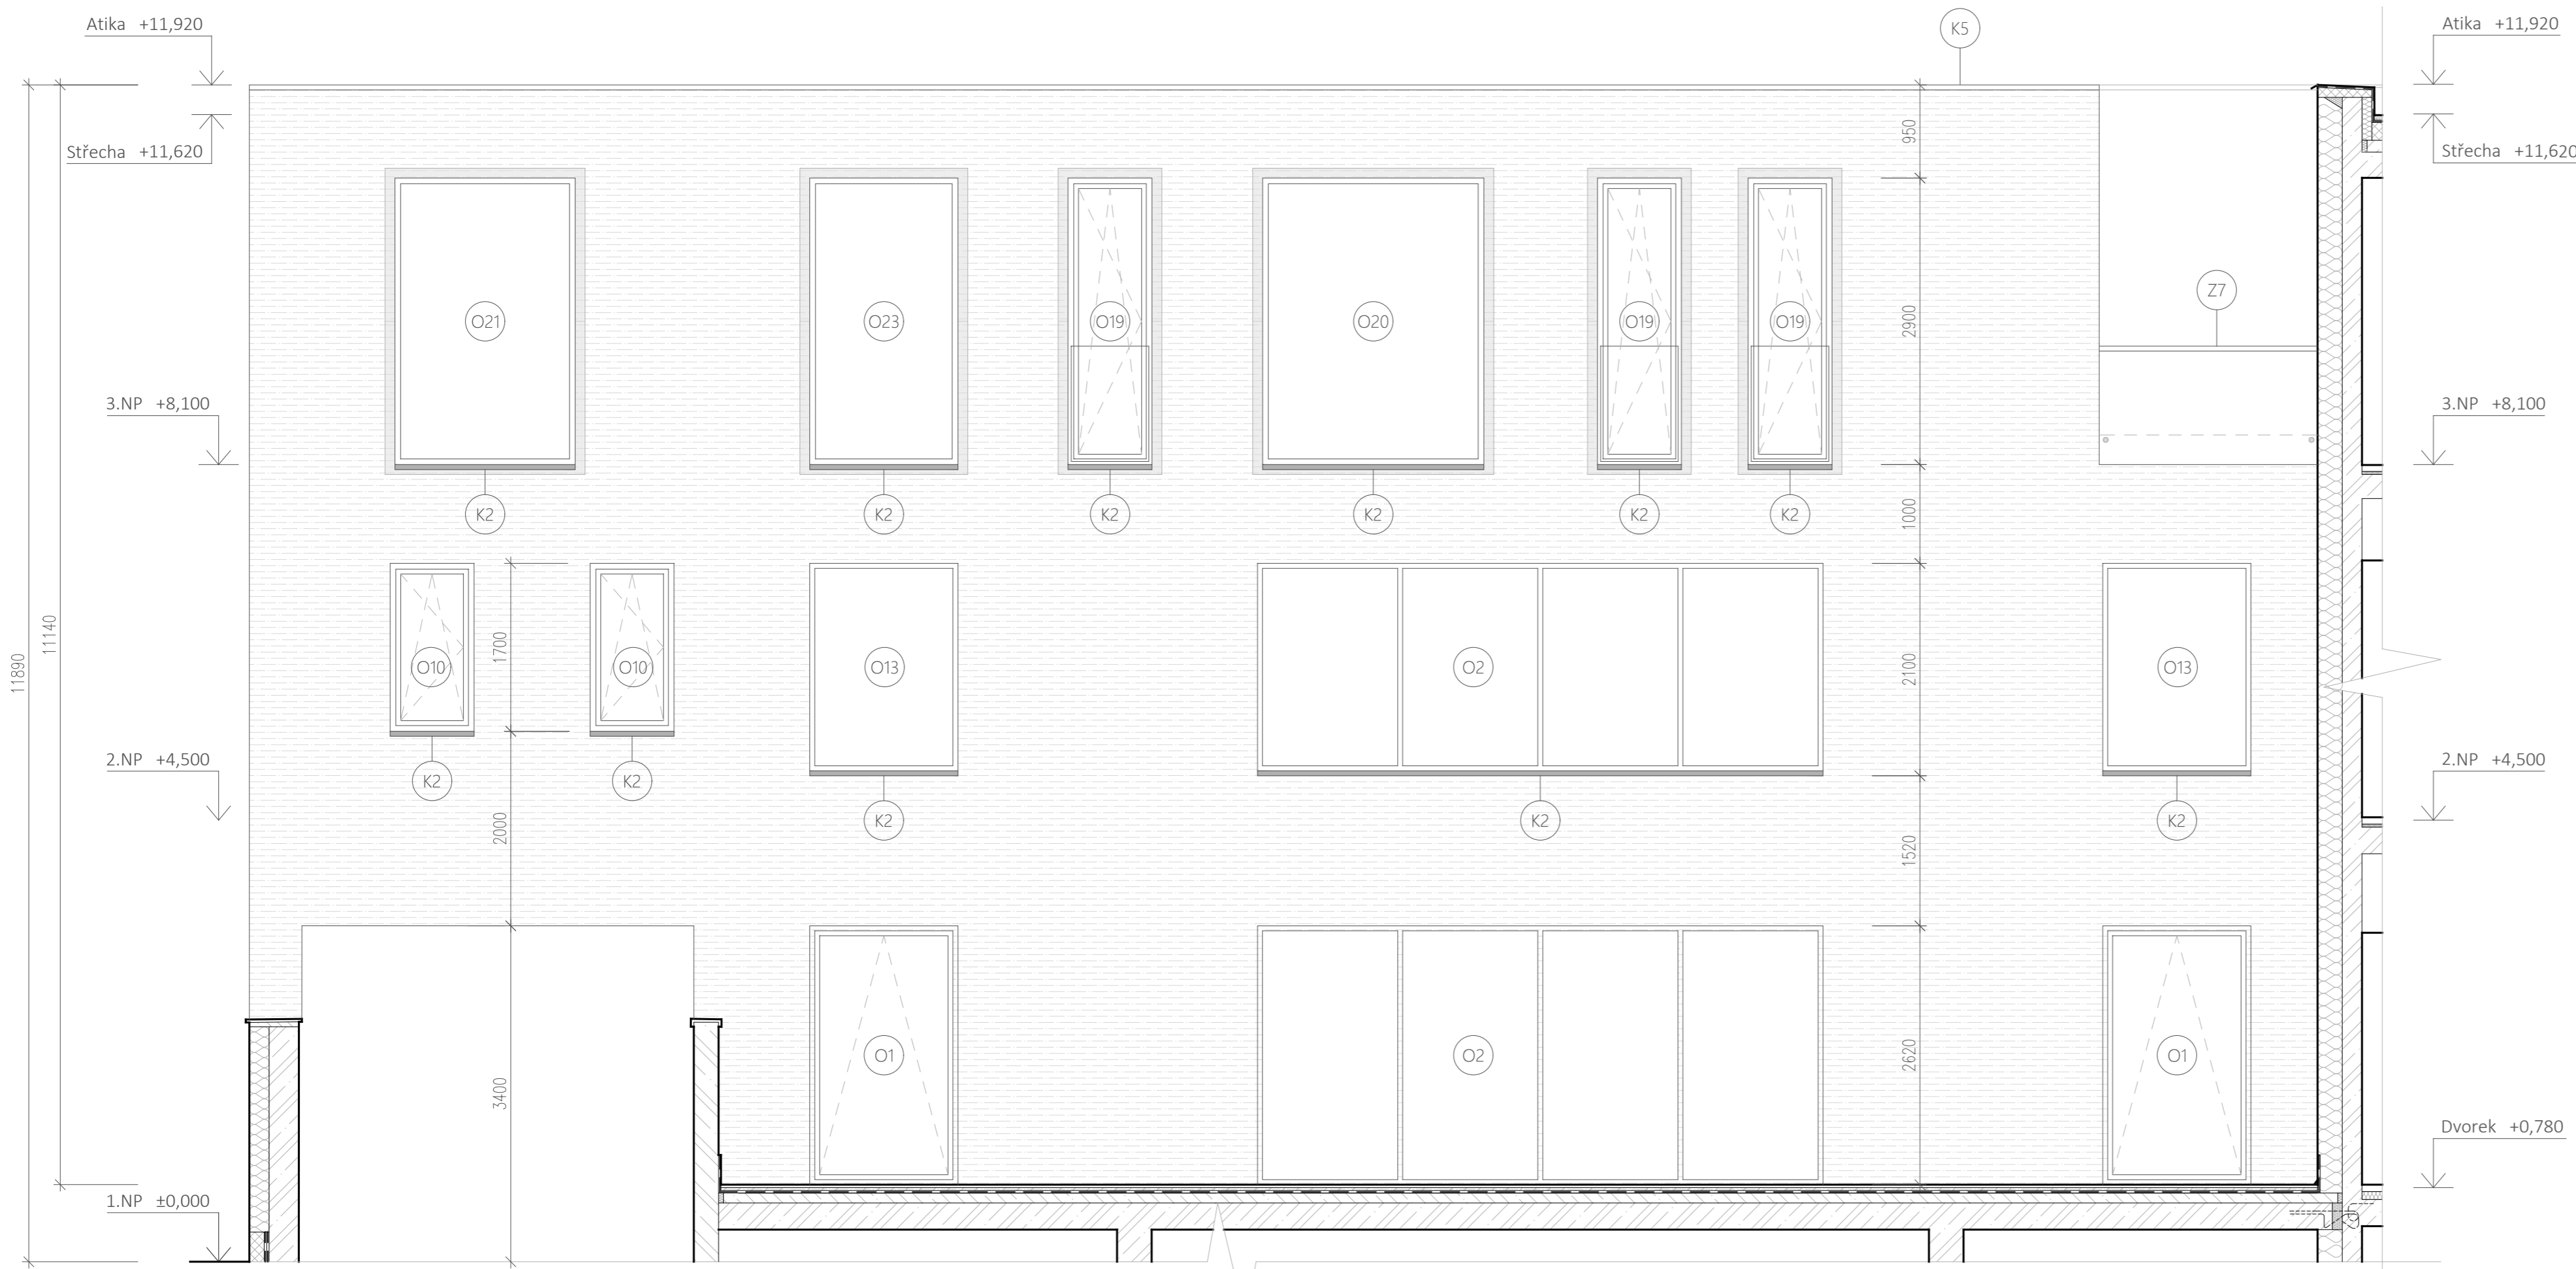 Atika +11,920
K5
Atika +11,920
Střecha +11,620
950
Střecha +11,620
Z7
O21
O23
O19
O20
O19
O19
2900
3.NP +8,100
3.NP +8,100
K2
K2
K2
K2
K2
K2
1000
11890
11140
1700
O10
O10
O13
O2
2100
O13
2.NP +4,500
2.NP +4,500
K2
K2
K2
K2
K2
2000
1520
3400
O1
O2
2620
O1
Dvorek +0,780
1.NP ±0,000